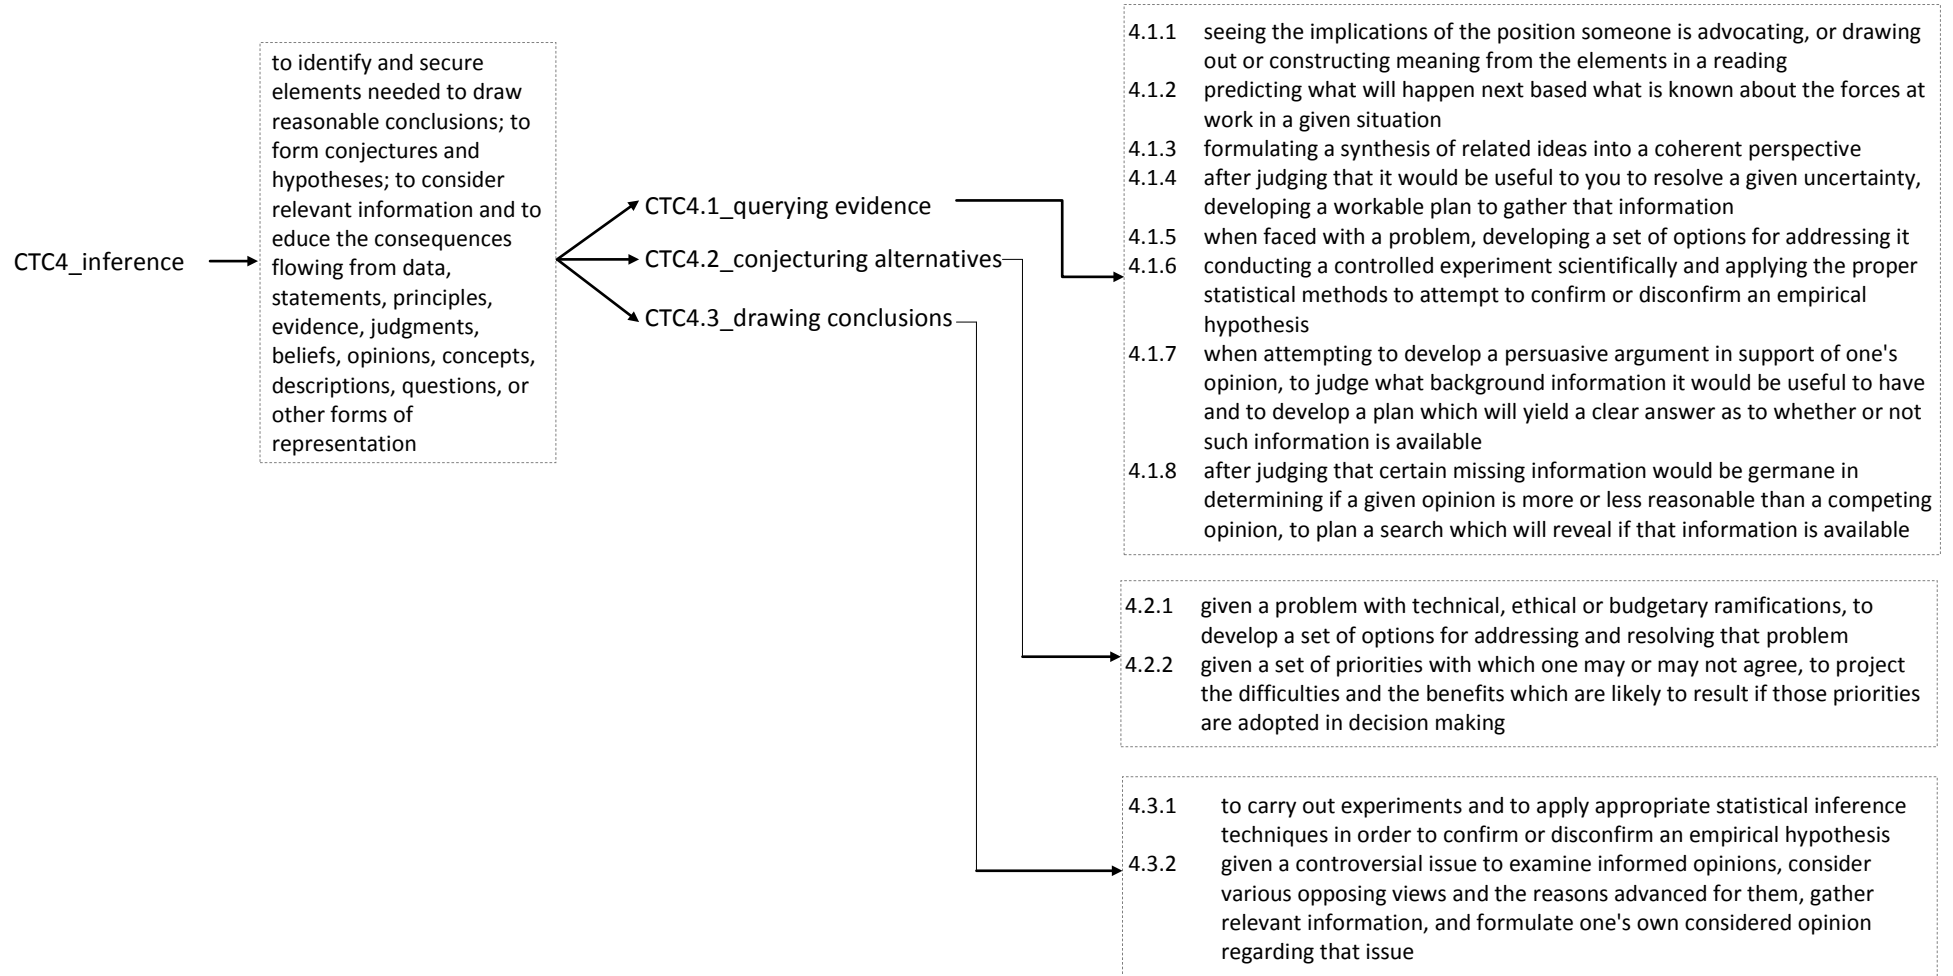 CTC4_inference
to identify and secure
elements needed to draw
reasonable conclusions; to
form conjectures and
hypotheses; to consider
relevant information and to
educe the consequences
flowing from data,
statements, principles,
evidence, judgments,
beliefs, opinions, concepts,
descriptions, questions, or
other forms of
representation
CTC4.1_querying evidence
CTC4.2_conjecturing alternatives
CTC4.3_drawing conclusions
4.1.1 seeing the implications of the position someone is advocating, or drawing
out or constructing meaning from the elements in a reading
4.1.2 predicting what will happen next based what is known about the forces at
work in a given situation
4.1.3 formulating a synthesis of related ideas into a coherent perspective
4.1.4 after judging that it would be useful to you to resolve a given uncertainty,
developing a workable plan to gather that information
4.1.5 when faced with a problem, developing a set of options for addressing it
4.1.6 conducting a controlled experiment scientifically and applying the proper
statistical methods to attempt to confirm or disconfirm an empirical
hypothesis
4.1.7 when attempting to develop a persuasive argument in support of one's
opinion, to judge what background information it would be useful to have
and to develop a plan which will yield a clear answer as to whether or not
such information is available
4.1.8 after judging that certain missing information would be germane in
determining if a given opinion is more or less reasonable than a competing
opinion, to plan a search which will reveal if that information is available
4.2.1 given a problem with technical, ethical or budgetary ramifications, to
develop a set of options for addressing and resolving that problem
4.2.2 given a set of priorities with which one may or may not agree, to project
the difficulties and the benefits which are likely to result if those priorities
are adopted in decision making
4.3.1 to carry out experiments and to apply appropriate statistical inference
techniques in order to confirm or disconfirm an empirical hypothesis
4.3.2 given a controversial issue to examine informed opinions, consider
various opposing views and the reasons advanced for them, gather
relevant information, and formulate one's own considered opinion
regarding that issue